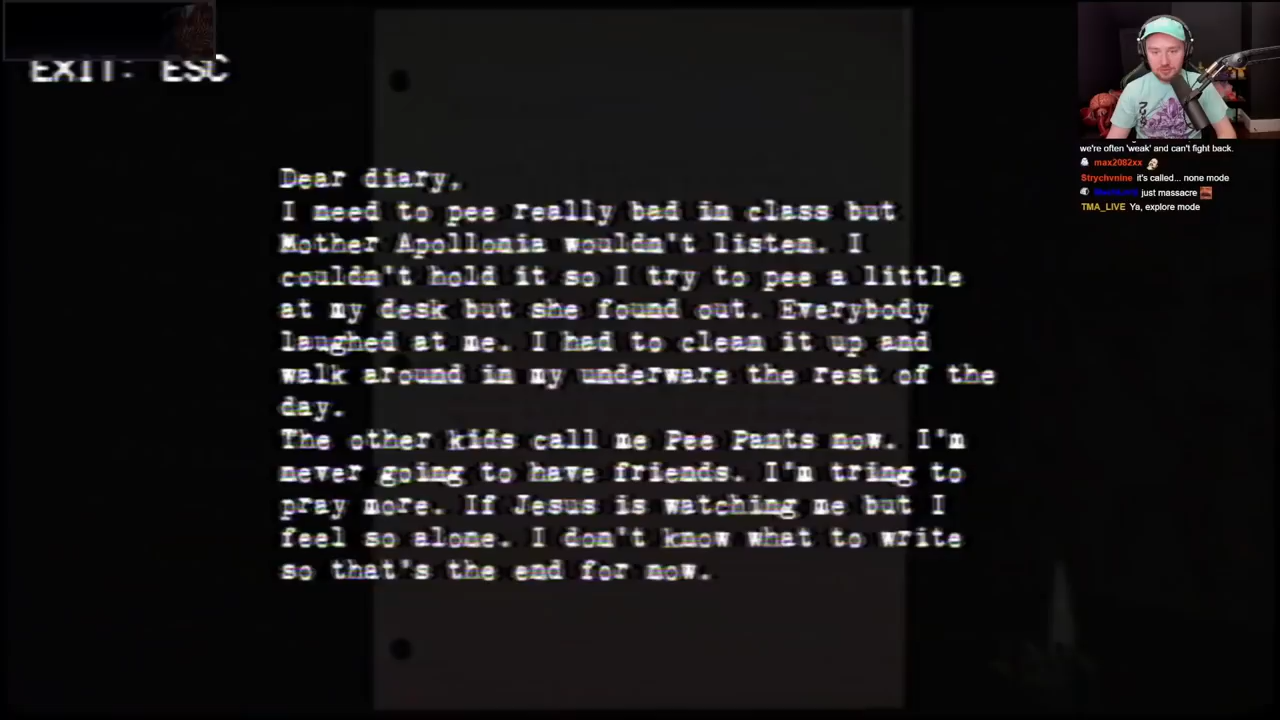 EXIT: ESC
Dear diary,
I need to pee really bad in class but
Mother Apollonia wouldn't listen. I
couldn't hold it so I try to pee a little
at my desk but she found out. Everybody
laughed at me. I had to clean it up and
walk around in my underware the rest of the
day.
The other kids call me Pee Pants now. I'm
never going to have friends. I'm tring to
pray more. If Jesus is watching me but I
feel so alone. I don't know what to write
so that's the end for now.
we're often 'weak' and can't fight back.
max2082xx
Strychvnine it's called... none mode
just massacre
TMA_LIVE Ya, explore mode